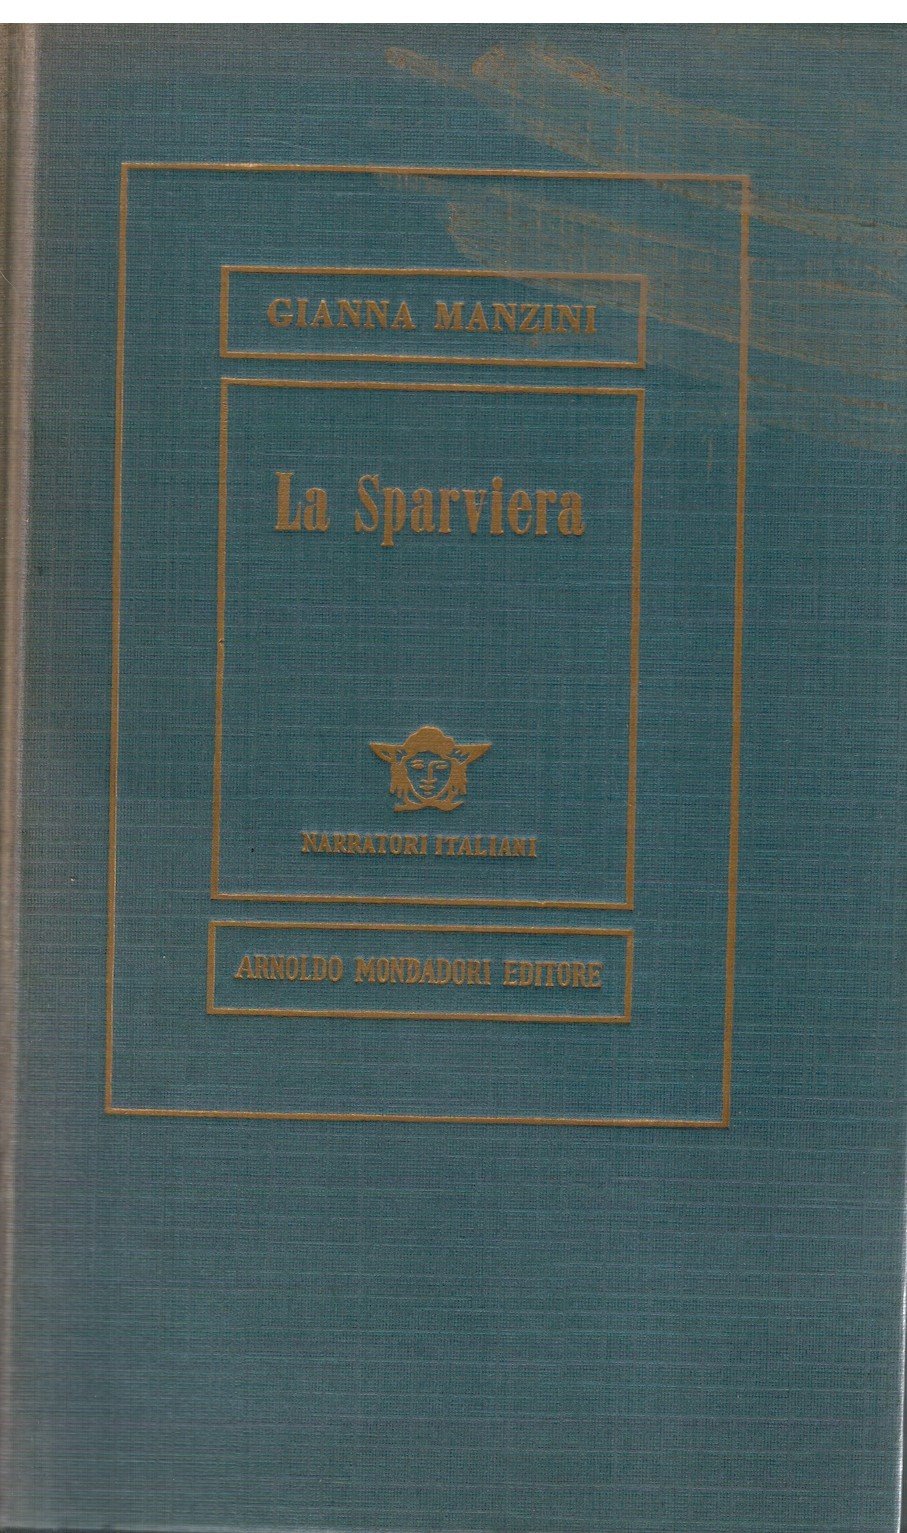 GIANNA MANZINI
La Sparviera
NARRATORI ITALIANI
ARNOLDO MONDADORI EDITORE